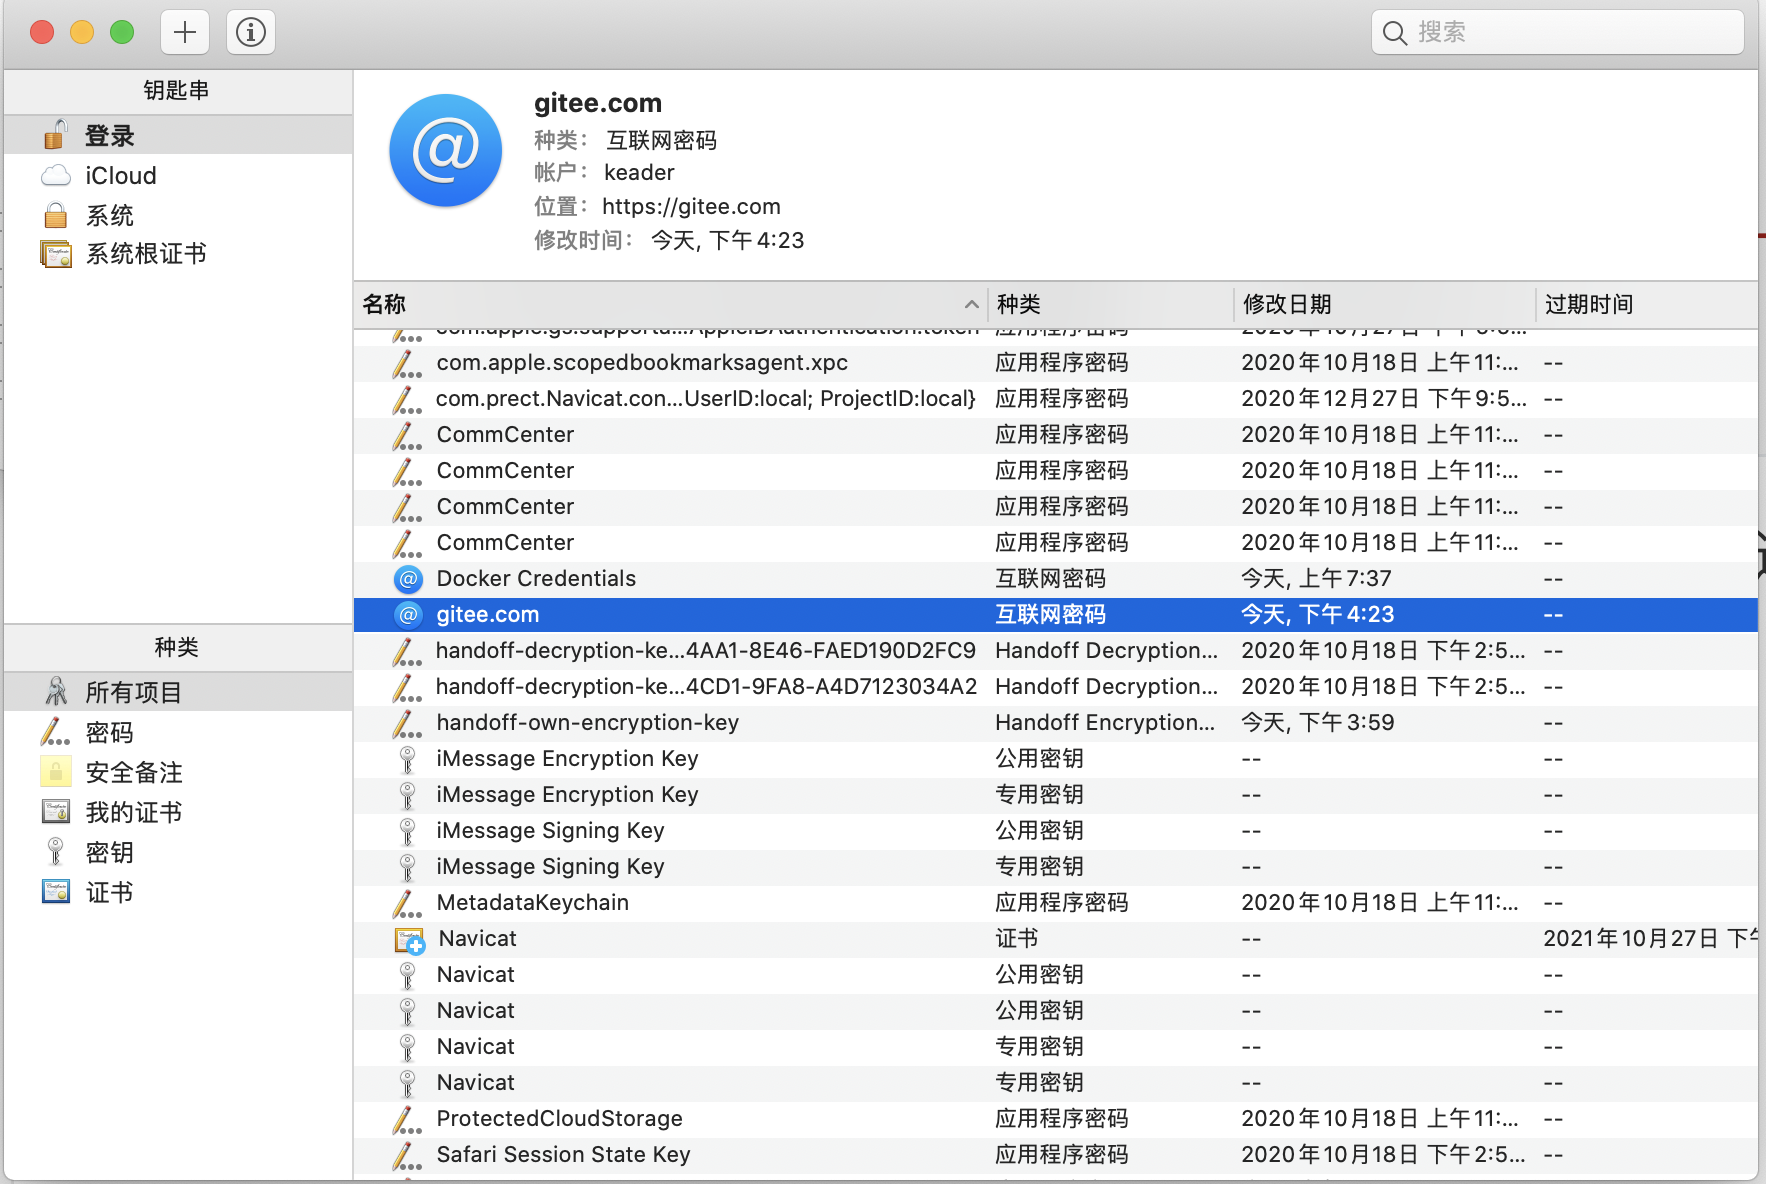 搜索
钥匙串
登录
iCloud
系统
系统根证书
种类
所有项目
密码
安全备注
我的证书
密钥
证书
gitee.com
种类： 互联网密码
帐户： keader
位置： https://gitee.com
修改时间： 今天, 下午4:23
名称 种类 修改日期 过期时间
com.apple.scopedbookmarksagent.xpc 应用程序密码 2020年10月18日 上午11:... --
com.prect.Navicat.con...UserID:local; ProjectID:local} 应用程序密码 2020年12月27日 下午9:5... --
CommCenter 应用程序密码 2020年10月18日 上午11:... --
CommCenter 应用程序密码 2020年10月18日 上午11:... --
CommCenter 应用程序密码 2020年10月18日 上午11:... --
CommCenter 应用程序密码 2020年10月18日 上午11:... --
Docker Credentials 互联网密码 今天, 上午7:37 --
gitee.com 互联网密码 今天, 下午4:23 --
handoff-decryption-ke...4AA1-8E46-FAED190D2FC9 Handoff Decryption... 2020年10月18日 下午2:5... --
handoff-decryption-ke...4CD1-9FA8-A4D7123034A2 Handoff Decryption... 2020年10月18日 下午2:5... --
handoff-own-encryption-key Handoff Encryption... 今天, 下午3:59 --
iMessage Encryption Key 公用密钥 -- --
iMessage Encryption Key 专用密钥 -- --
iMessage Signing Key 公用密钥 -- --
iMessage Signing Key 专用密钥 -- --
MetadataKeychain 应用程序密码 2020年10月18日 上午11:... --
Navicat 证书 -- 2021年10月27日 下午
Navicat 公用密钥 -- --
Navicat 公用密钥 -- --
Navicat 专用密钥 -- --
Navicat 专用密钥 -- --
ProtectedCloudStorage 应用程序密码 2020年10月18日 上午11:... --
Safari Session State Key 应用程序密码 2020年10月18日 下午2:5... --